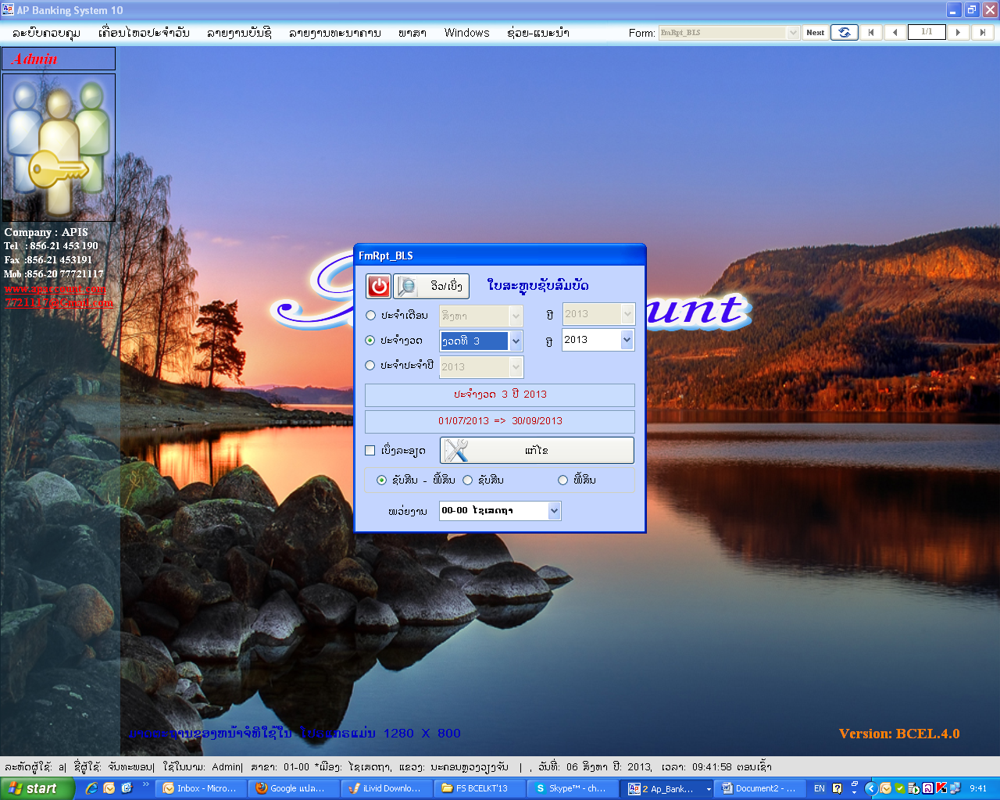 AP Banking System 10
ລະບົບຄວບຄຸມ ເຄື່ອນໄຫວປະຈຳວັນ ລາຍງານບັນຊີ ລາຍງານທະນາຄານ ພາສາ Windows ຊ່ວຍ-ແນະນຳ Form: FmRpt_BLS Next 1/1
Admin
Company : APIS
Tel : 856-21 453 190
Fax :856-21 453191
Mob :856-20 77721117
7721117@Gmail.com
unt
FmRpt_BLS
ວິວ/ເບິ່ງ ໃບສະຫຼູບຊັບສົມບັດ
ປະຈຳເດືອນ ສິງຫາ ປີ 2013
ປະຈຳງວດ ງວດທີ 3 ປີ 2013
ປະຈຳປະຈຳປີ 2013
ປະຈຳງວດ 3 ປີ 2013
01/07/2013 => 30/09/2013
ເບິ່ງລະອຽດ ແກ້ໄຂ
ຊັບສິນ - ໜີ້ສິນ ຊັບສິນ ໜີ້ສິນ
ໜ່ວຍງານ 00-00 ໄຊເສດຖາ
1280 X 800
Version: BCEL.4.0
ລະຫັດຜູ້ໃຊ້: a| ຊື່ຜູ້ໃຊ້: ຈັນທະພອນ| ໃຊ້ໃນນາມ: Admin| ສາຂາ: 01-00 *ເມືອງ: ໄຊເສດຖາ, ແຂວງ: ນະຄອນຫຼວງວຽງຈັນ | , ວັນທີ່: 06 ສິງຫາ ປີ: 2013, ເວລາ: 09:41:58 ຕອນເຊົ້າ
start Inbox - Micro... Google ແປລ... iLivid Downlo... FS BCELKT'13 Skype™ - ch... 2 Ap_Bank... Document2 - ... EN 9:41